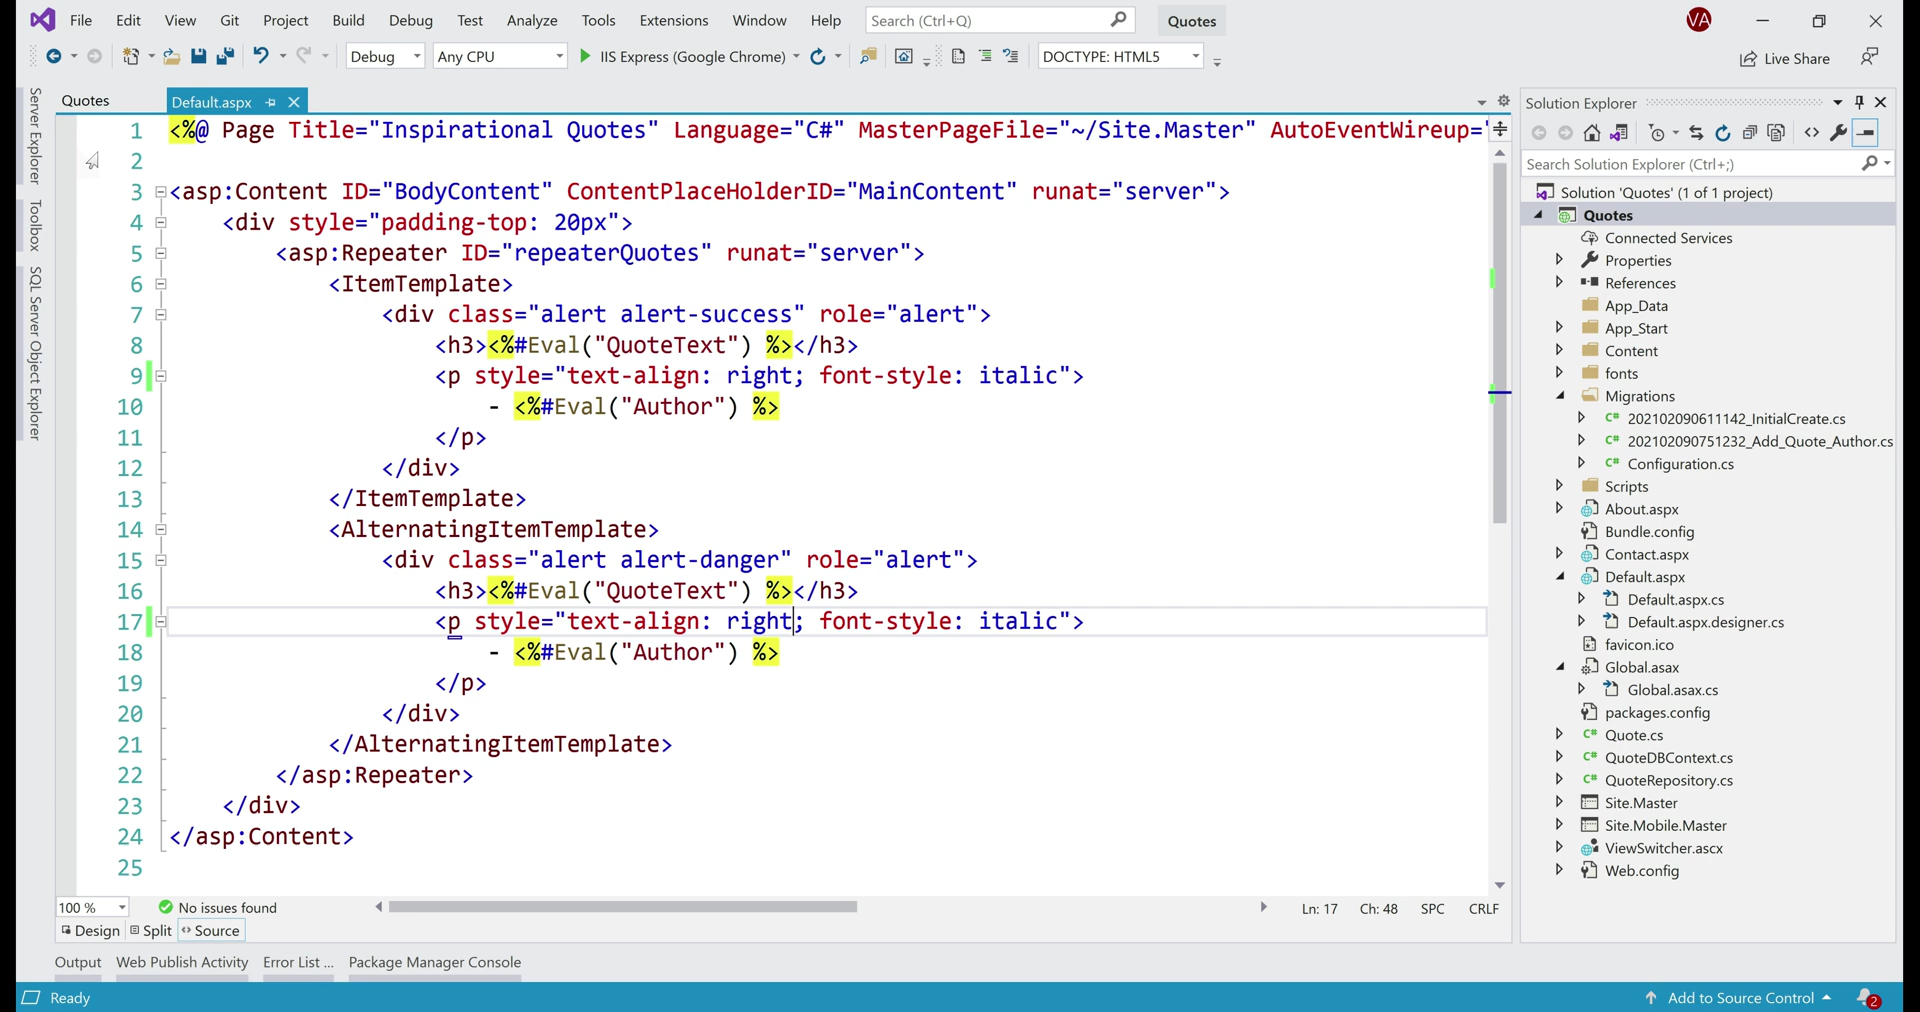 File Edit View Git Project Build Debug Test Analyze Tools Extensions Window Help Search (Ctrl+Q) Quotes VA
Debug Any CPU IIS Express (Google Chrome) DOCTYPE: HTML5 Live Share
Server Explorer
Toolbox
SQL Server Object Explorer
Quotes Default.aspx
1 <%@ Page Title="Inspirational Quotes" Language="C#" MasterPageFile="~/Site.Master" AutoEventWireup="
2
3 <asp:Content ID="BodyContent" ContentPlaceHolderID="MainContent" runat="server">
4 <div style="padding-top: 20px">
5 <asp:Repeater ID="repeaterQuotes" runat="server">
6 <ItemTemplate>
7 <div class="alert alert-success" role="alert">
8 <h3><%#Eval("QuoteText") %></h3>
9 <p style="text-align: right; font-style: italic">
10 - <%#Eval("Author") %>
11 </p>
12 </div>
13 </ItemTemplate>
14 <AlternatingItemTemplate>
15 <div class="alert alert-danger" role="alert">
16 <h3><%#Eval("QuoteText") %></h3>
17 <p style="text-align: right; font-style: italic">
18 - <%#Eval("Author") %>
19 </p>
20 </div>
21 </AlternatingItemTemplate>
22 </asp:Repeater>
23 </div>
24 </asp:Content>
25
100 % No issues found Ln: 17 Ch: 48 SPC CRLF
Design Split Source
Output Web Publish Activity Error List ... Package Manager Console
Solution Explorer
Search Solution Explorer (Ctrl+;)
Solution 'Quotes' (1 of 1 project)
Quotes
Connected Services
Properties
References
App_Data
App_Start
Content
fonts
Migrations
C# 202102090611142_InitialCreate.cs
C# 202102090751232_Add_Quote_Author.cs
C# Configuration.cs
Scripts
About.aspx
Bundle.config
Contact.aspx
Default.aspx
Default.aspx.cs
Default.aspx.designer.cs
favicon.ico
Global.asax
Global.asax.cs
packages.config
C# Quote.cs
C# QuoteDBContext.cs
C# QuoteRepository.cs
Site.Master
Site.Mobile.Master
ViewSwitcher.ascx
Web.config
Ready Add to Source Control 2